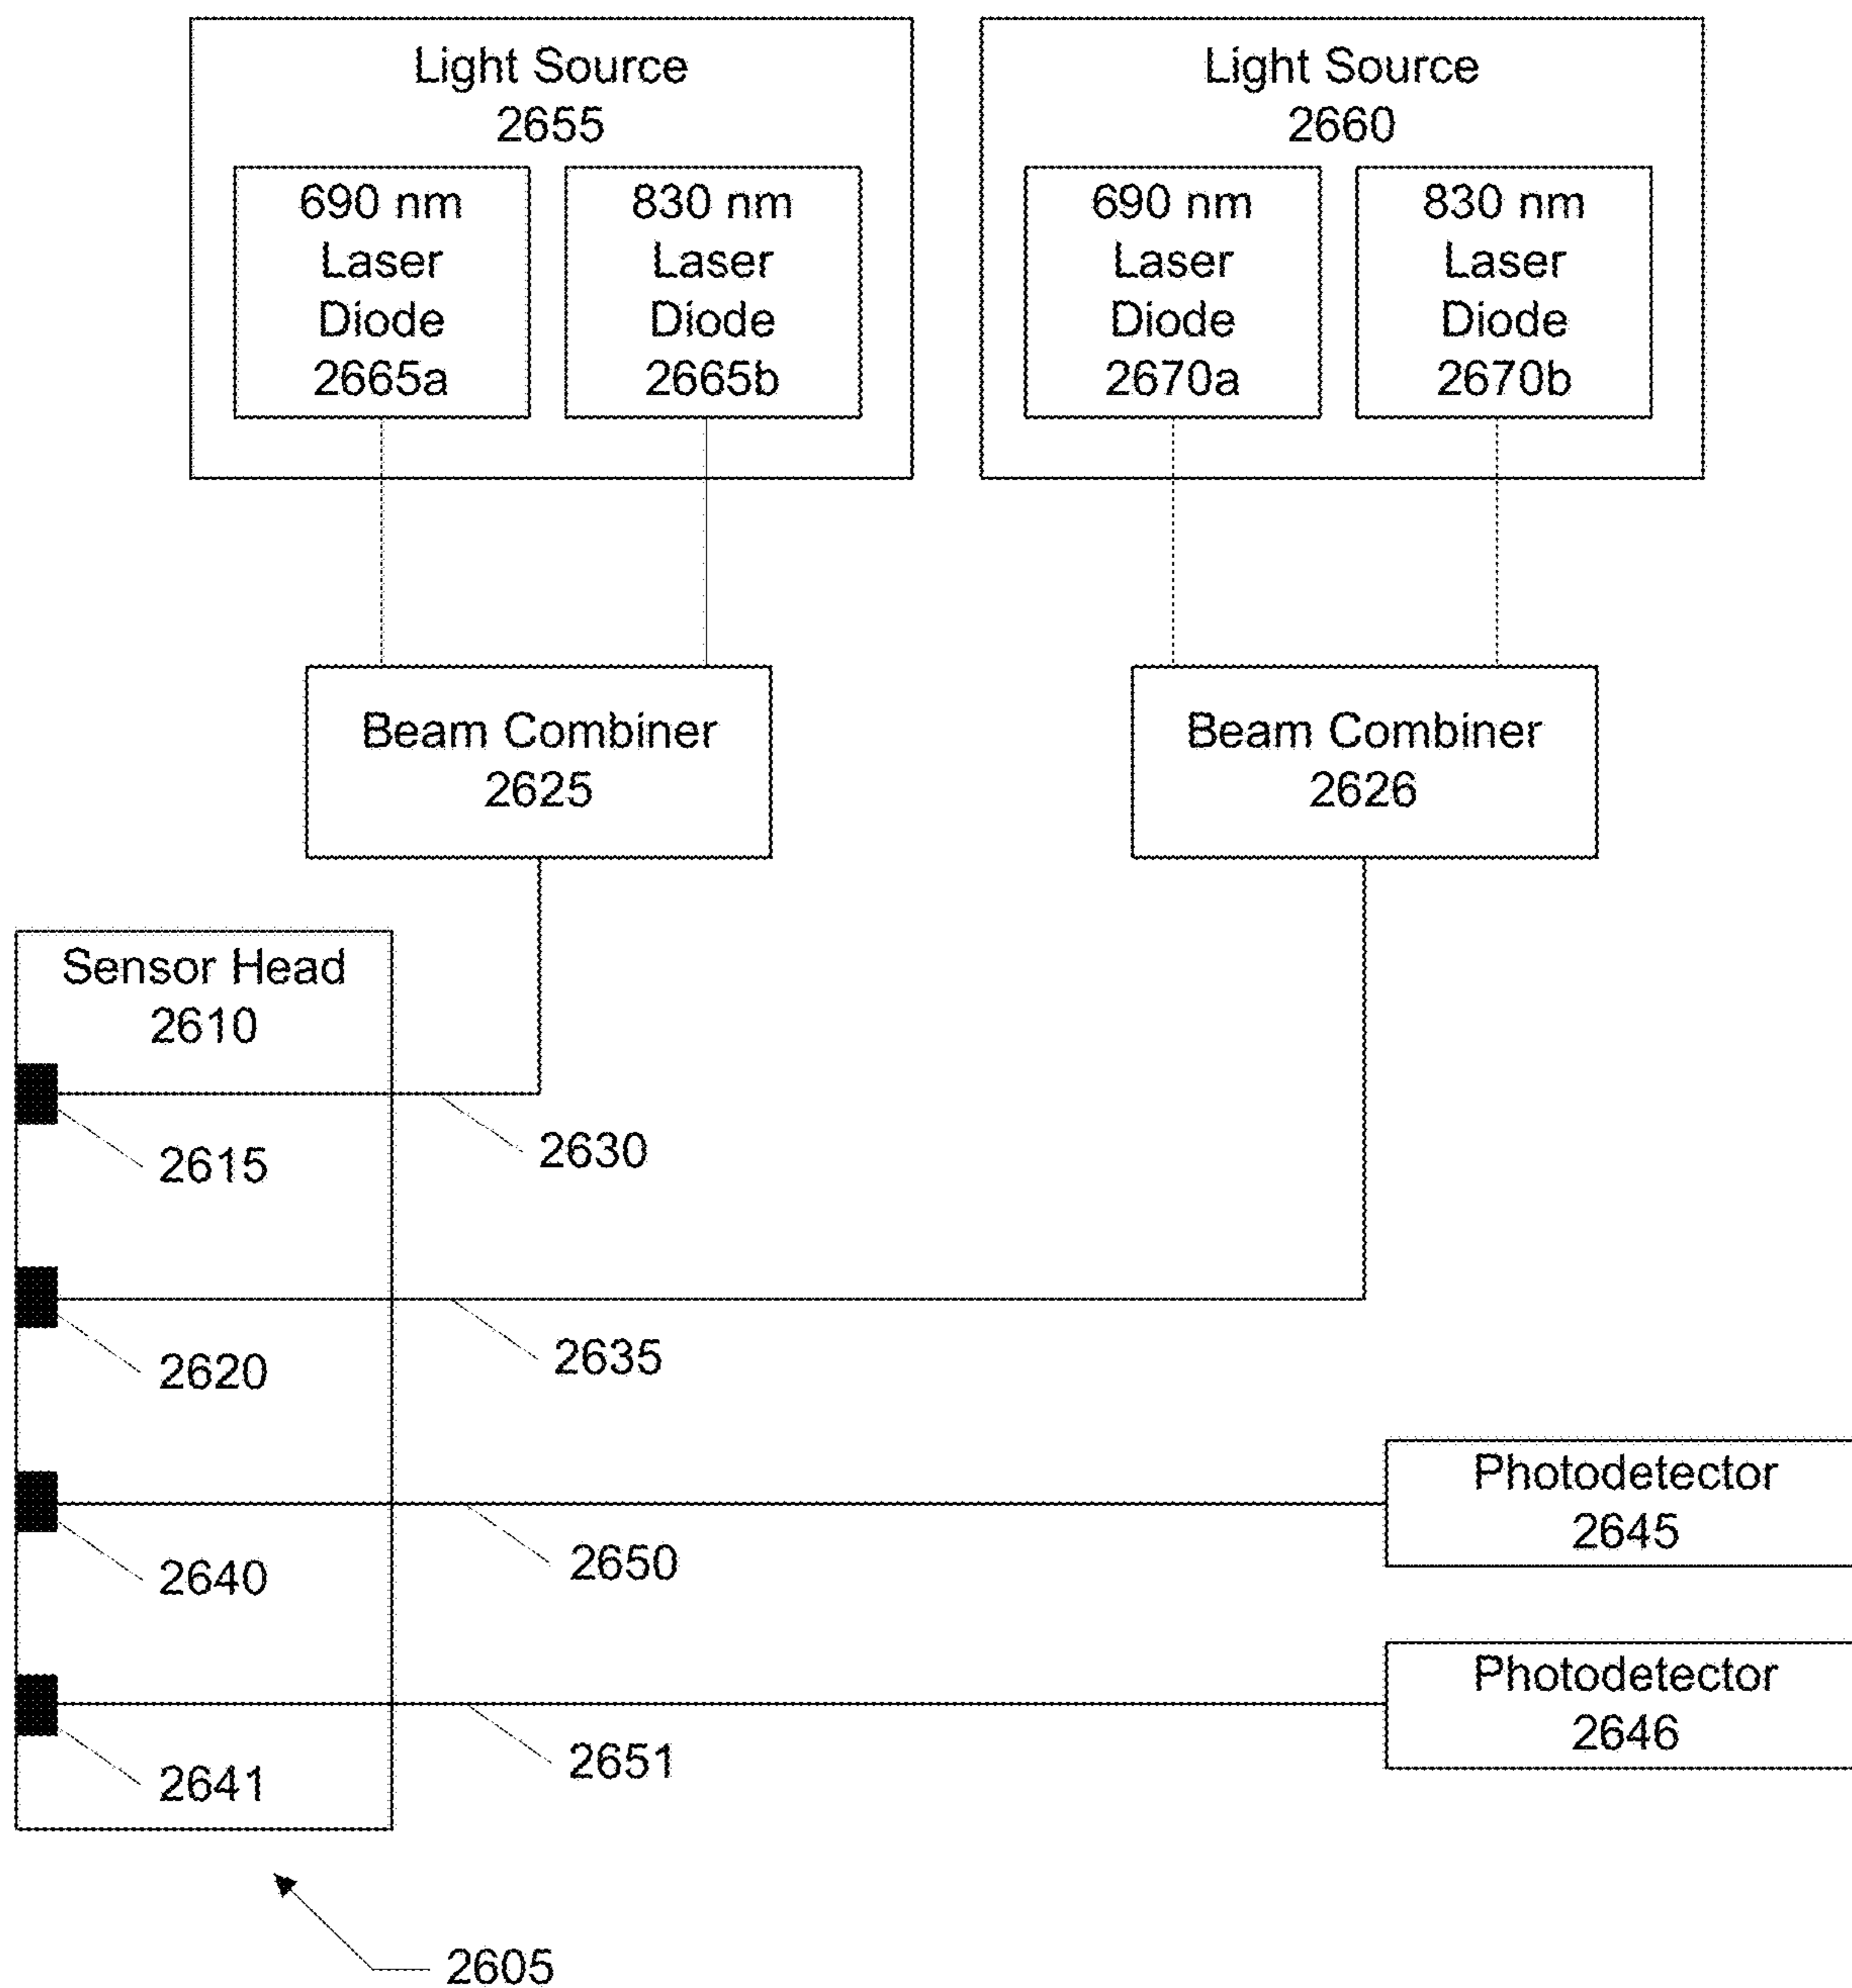 Light Source
2655
690 nm
Laser
Diode
2665a
830 nm
Laser
Diode
2665b
Light Source
2660
690 nm
Laser
Diode
2670a
830 nm
Laser
Diode
2670b
Beam Combiner
2625
Beam Combiner
2626
Sensor Head
2610
2615
2630
2620
2635
2640
2650
Photodetector
2645
2641
2651
Photodetector
2646
2605